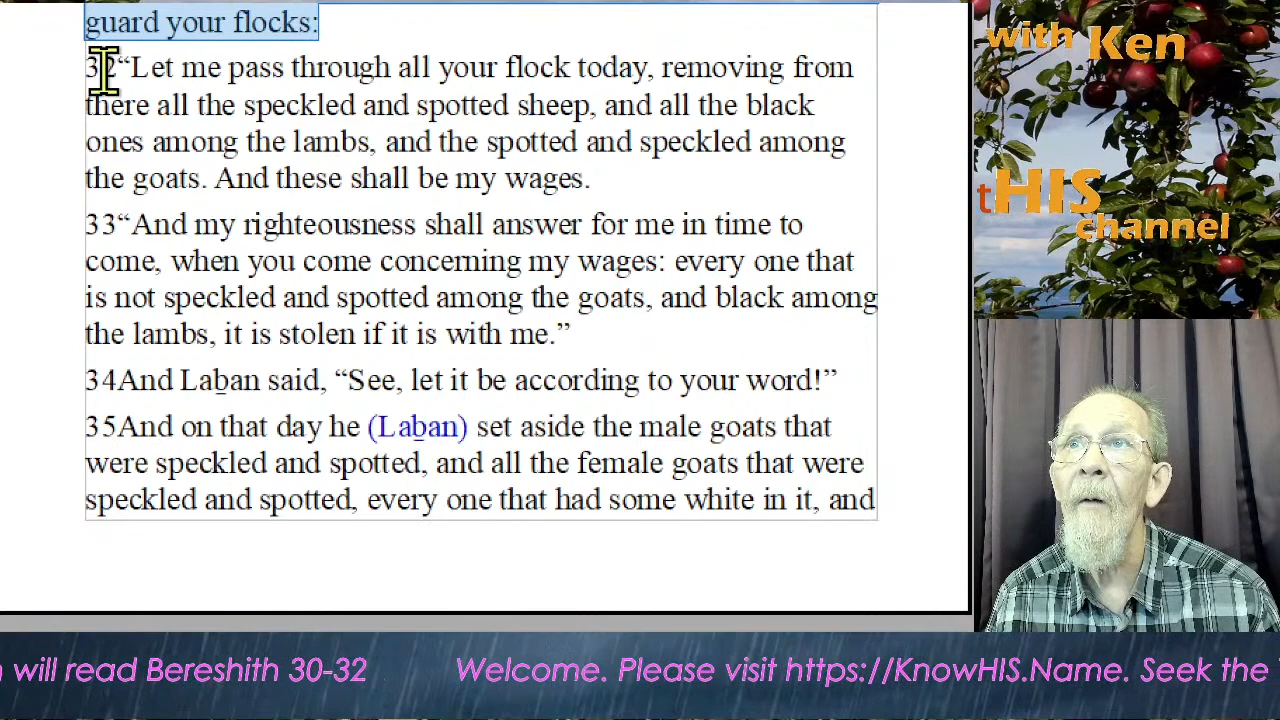 guard your flocks:
32“Let me pass through all your flock today, removing from
there all the speckled and spotted sheep, and all the black
ones among the lambs, and the spotted and speckled among
the goats. And these shall be my wages.
33“And my righteousness shall answer for me in time to
come, when you come concerning my wages: every one that
is not speckled and spotted among the goats, and black among
the lambs, it is stolen if it is with me.”
34And Laḇan said, “See, let it be according to your word!”
35And on that day he (Laḇan) set aside the male goats that
were speckled and spotted, and all the female goats that were
speckled and spotted, every one that had some white in it, and
with Ken
tHIS
channel
will read Bereshith 30-32 Welcome. Please visit https://KnowHIS.Name. Seek the